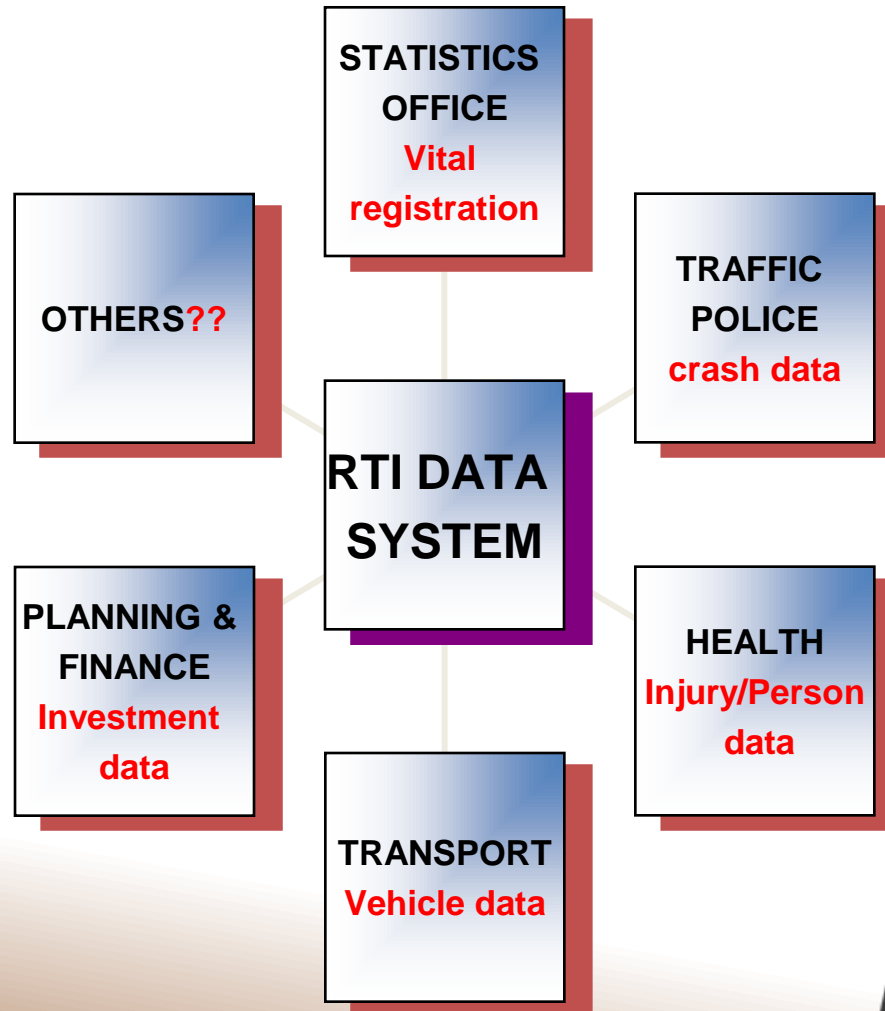 STATISTICS
OFFICE
Vital
registration
OTHERS??
TRAFFIC
POLICE
crash data
RTI DATA
SYSTEM
PLANNING &
FINANCE
Investment
data
HEALTH
Injury/Person
data
TRANSPORT
Vehicle data